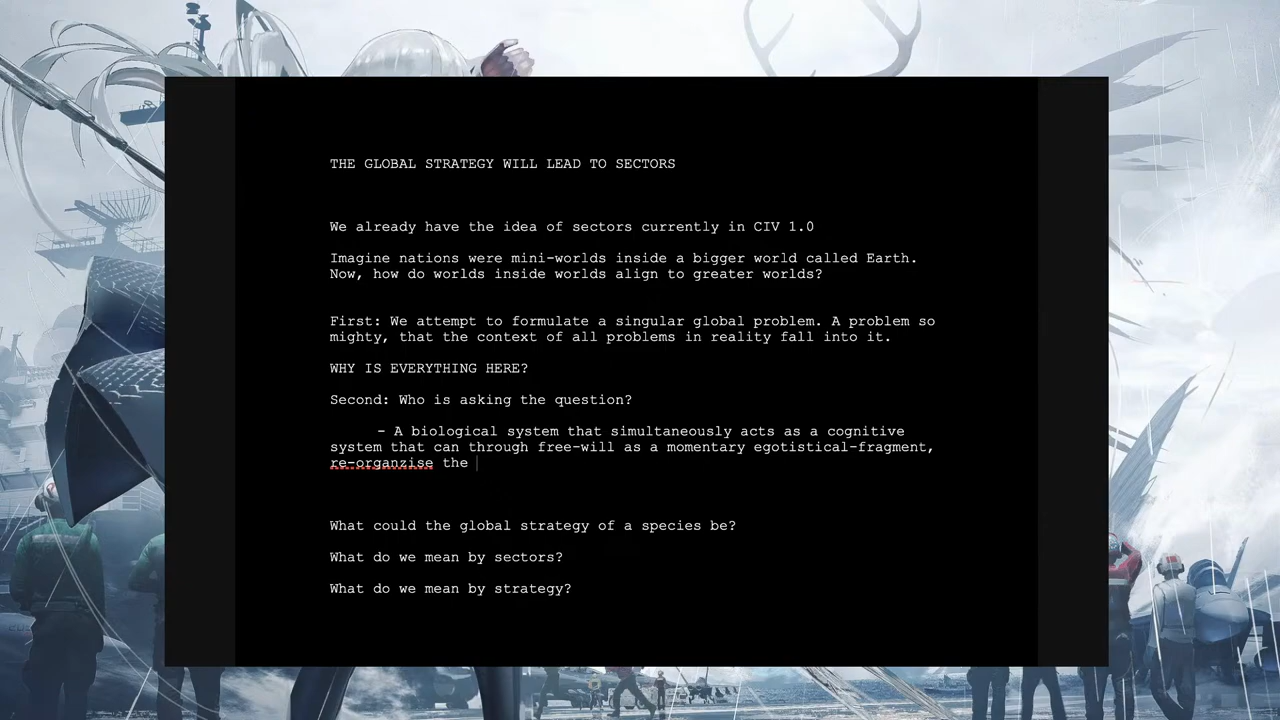 THE GLOBAL STRATEGY WILL LEAD TO SECTORS
We already have the idea of sectors currently in CIV 1.0
Imagine nations were mini-worlds inside a bigger world called Earth.
Now, how do worlds inside worlds align to greater worlds?
First: We attempt to formulate a singular global problem. A problem so
mighty, that the context of all problems in reality fall into it.
WHY IS EVERYTHING HERE?
Second: Who is asking the question?
- A biological system that simultaneously acts as a cognitive
system that can through free-will as a momentary egotistical-fragment,
re-organzise the
What could the global strategy of a species be?
What do we mean by sectors?
What do we mean by strategy?